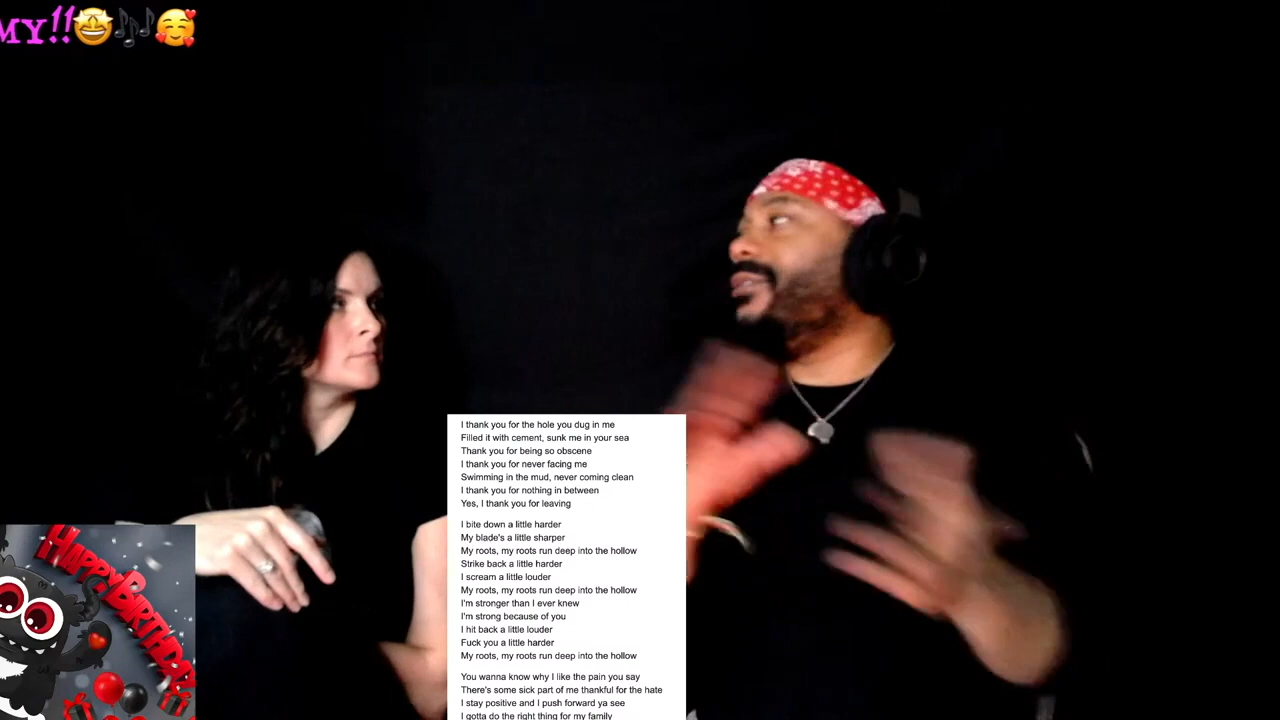 MY!!
I thank you for the hole you dug in me
Filled it with cement, sunk me in your sea
Thank you for being so obscene
I thank you for never facing me
Swimming in the mud, never coming clean
I thank you for nothing in between
Yes, I thank you for leaving
I bite down a little harder
My blade's a little sharper
My roots, my roots run deep into the hollow
Strike back a little harder
I scream a little louder
My roots, my roots run deep into the hollow
I'm stronger than I ever knew
I'm strong because of you
I hit back a little louder
Fuck you a little harder
My roots, my roots run deep into the hollow
You wanna know why I like the pain you say
There's some sick part of me thankful for the hate
I stay positive and I push forward ya see
I gotta do the right thing for my family
HAPPY BIRTHDAY